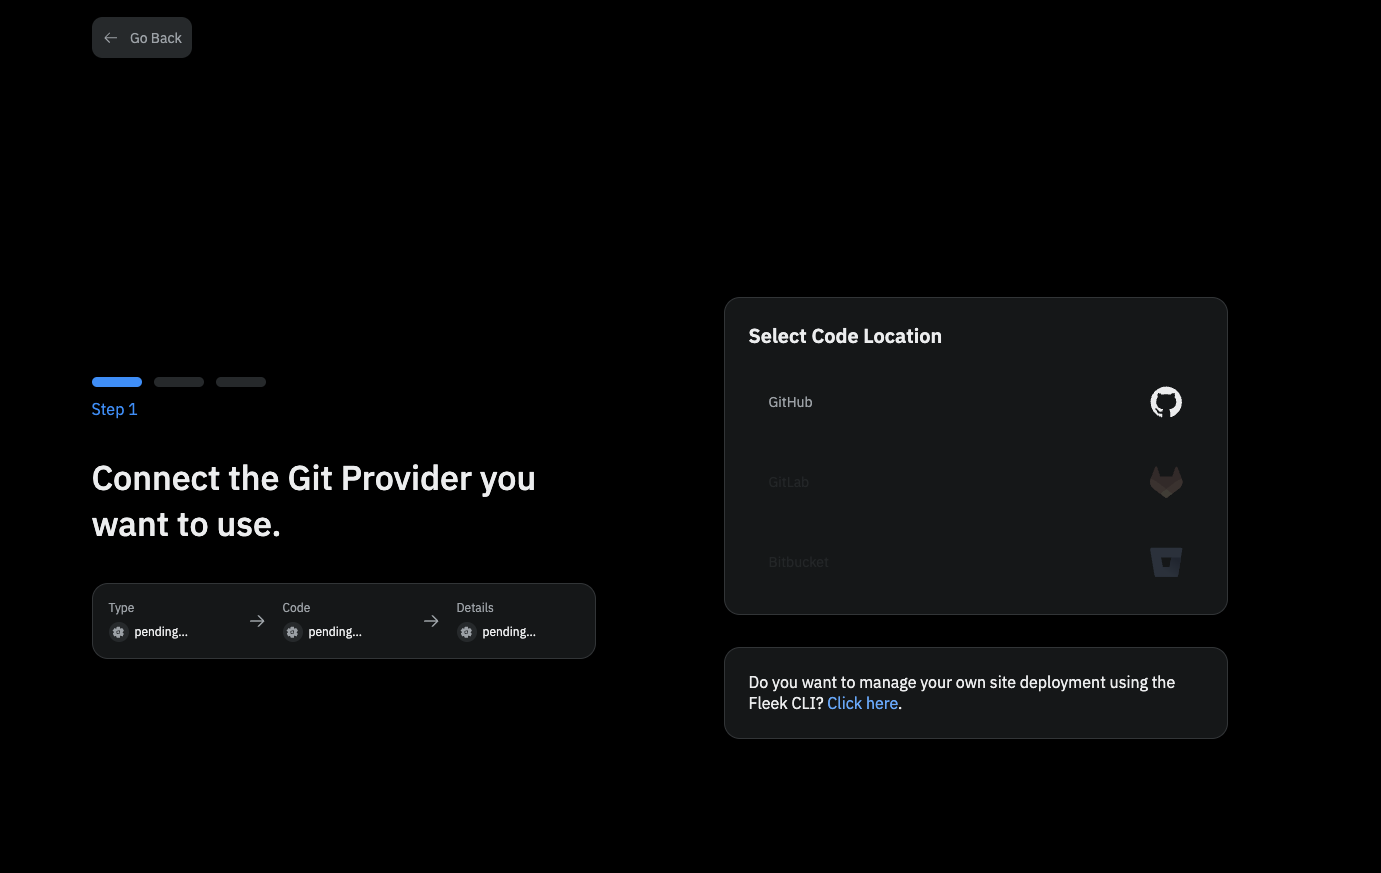 Go Back
Step 1
Connect the Git Provider you
want to use.
Type
pending...
Code
pending...
Details
pending...
Select Code Location
GitHub
GitLab
Bitbucket
Do you want to manage your own site deployment using the
Fleek CLI? Click here.